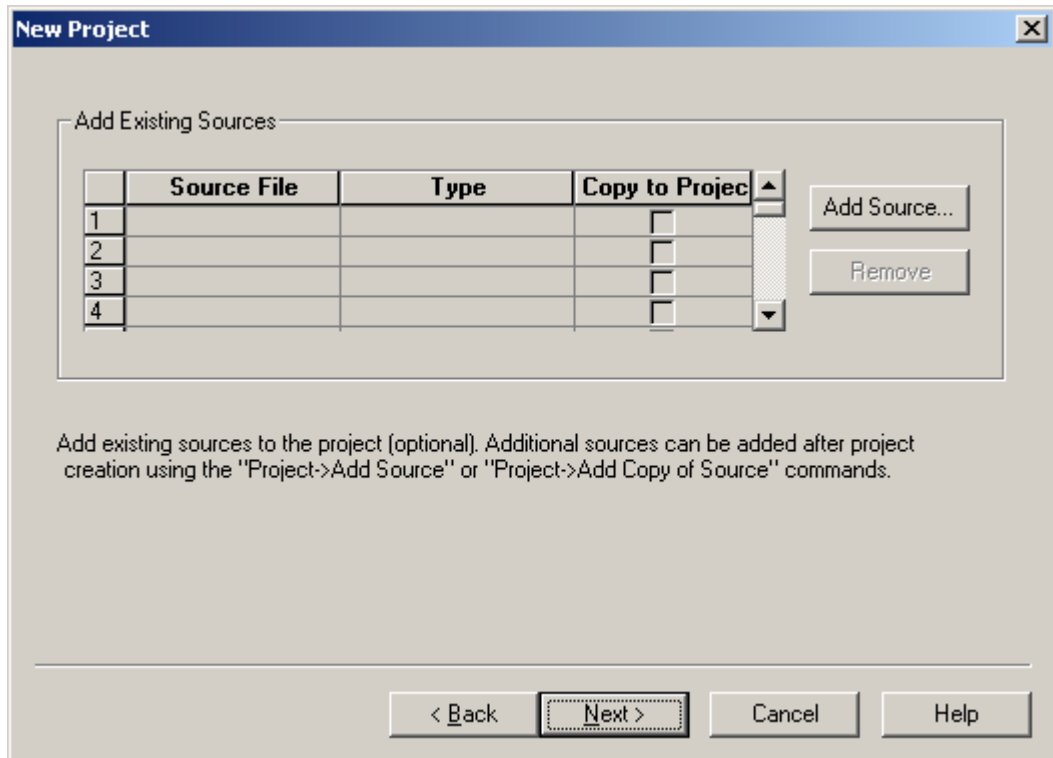 New Project
Add Existing Sources
Source File Type Copy to Projec
1
2
3
4
Add Source...
Remove
Add existing sources to the project (optional). Additional sources can be added after project
creation using the "Project->Add Source" or "Project->Add Copy of Source" commands.
< Back Next > Cancel Help